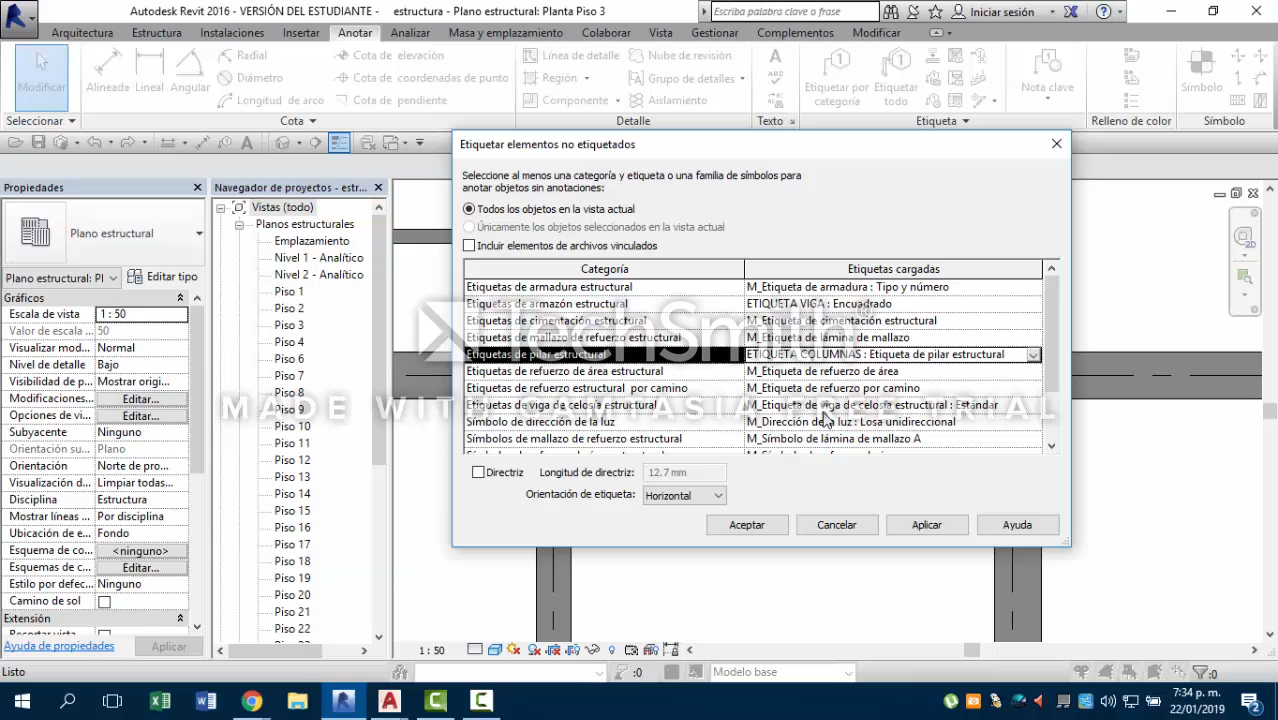 Autodesk Revit 2016 - VERSIÓN DEL ESTUDIANTE - estructura - Plano estructural: Planta Piso 3
Escriba palabra clave o frase
Iniciar sesión
Arquitectura Estructura Instalaciones Insertar Anotar Analizar Masa y emplazamiento Colaborar Vista Gestionar Complementos Modificar
Modificar
Alineada Lineal Angular
Radial
Diámetro
Longitud de arco
Cota de elevación
Cota de coordenadas de punto
Cota de pendiente
Línea de detalle
Región
Componente
Nube de revisión
Grupo de detalles
Aislamiento
Etiqueta por categoría
Etiquetar todo
Nota clave
Símbolo
Seleccionar
Cota
Detalle
Texto
Etiqueta
Relleno de color
Símbolo
Propiedades
Plano estructural
Plano estructural: Pl
Editar tipo
Gráficos
Escala de vista 1 : 50
Valor de escala ... 50
Visualizar mod... Normal
Nivel de detalle Bajo
Visibilidad de p... Mostrar origi...
Modificaciones... Editar...
Opciones de vi... Editar...
Subyacente Ninguno
Orientación su... Plano
Orientación Norte de pro...
Visualización d... Limpiar todas...
Disciplina Estructura
Mostrar líneas ... Por disciplina
Ubicación de e... Fondo
Esquema de co... <ninguno>
Esquemas de c... Editar...
Estilo por defec... Ninguno
Camino de sol
Extensión
Ayuda de propiedades
Aplicar
Navegador de proyectos - estr...
Vistas (todo)
Planos estructurales
Emplazamiento
Nivel 1 - Analítico
Nivel 2 - Analítico
Piso 1
Piso 2
Piso 3
Piso 4
Piso 6
Piso 7
Piso 8
Piso 9
Piso 10
Piso 11
Piso 12
Piso 13
Piso 14
Piso 15
Piso 16
Piso 17
Piso 18
Piso 19
Piso 20
Piso 21
Piso 22
Etiquetar elementos no etiquetados
Seleccione al menos una categoría y etiqueta o una familia de símbolos para
anotar objetos sin anotaciones:
Todos los objetos en la vista actual
Únicamente los objetos seleccionados en la vista actual
Incluir elementos de archivos vinculados
Categoría Etiquetas cargadas
Etiquetas de armadura estructural M_Etiqueta de armadura : Tipo y número
Etiquetas de armazón estructural ETIQUETA VIGA : Encuadrado
Etiquetas de cimentación estructural M_Etiqueta de cimentación estructural
Etiquetas de mallazo de refuerzo estructural M_Etiqueta de lámina de mallazo
Etiquetas de pilar estructural ETIQUETA COLUMNAS : Etiqueta de pilar estructural
Etiquetas de refuerzo de área estructural M_Etiqueta de refuerzo de área
Etiquetas de refuerzo estructural por camino M_Etiqueta de refuerzo por camino
Etiquetas de viga de celosía estructural M_Etiqueta de viga de celosía estructural : Estándar
Símbolo de dirección de la luz M_Dirección de la luz : Losa unidireccional
Símbolos de mallazo de refuerzo estructural M_Símbolo de lámina de mallazo A
Directriz Longitud de directriz: 12.7 mm
Orientación de etiqueta: Horizontal
Aceptar Cancelar Aplicar Ayuda
TechSmith®
MADE WITH CAMTASIA FREE TRIAL
2D
1 : 50
Listo
:0
Modelo base
:0
7:34 p. m.
22/01/2019
2